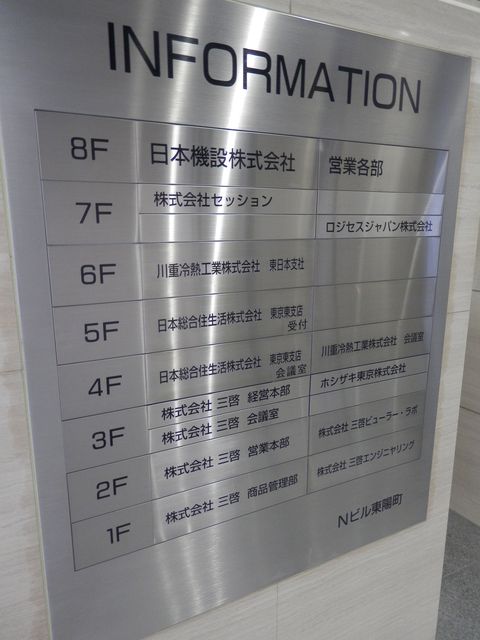 INFORMATION
8F 日本機設株式会社 営業各部
7F 株式会社セッション
ロジセスジャパン株式会社
6F 川重冷熱工業株式会社 東日本支社
5F 日本総合住生活株式会社 東京東支店
受付
4F 日本総合住生活株式会社 東京東支店
会議室
川重冷熱工業株式会社 会議室
3F 株式会社 三啓 経営本部
株式会社 三啓 会議室
ホシザキ東京株式会社
2F 株式会社 三啓 営業本部
株式会社 三啓ビューラー・ラボ
1F 株式会社 三啓 商品管理部
株式会社 三啓エンジニヤリング
Nビル東陽町